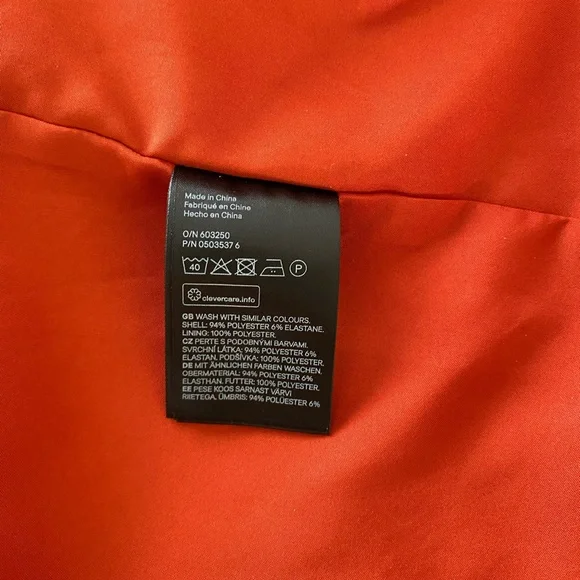 Made in China
Fabriqué en Chine
Hecho en China
O/N 603250
P/N 0503537 6
40 P
clevercare.info
GB WASH WITH SIMILAR COLOURS.
SHELL: 94% POLYESTER 6% ELASTANE.
LINING: 100% POLYESTER.
CZ PERTE S PODOBNÝMI BARVAMI.
SVRCHNÍ LÁTKA: 94% POLYESTER 6%
ELASTAN. PODŠÍVKA: 100% POLYESTER.
DE MIT ÄHNLICHEN FARBEN WASCHEN.
OBERMATERIAL: 94% POLYESTER 6%
ELASTHAN. FUTTER: 100% POLYESTER.
EE PESE KOOS SARNAST VÄRVI
RIIETEGA. ÜMBRIS: 94% POLÜESTER 6%